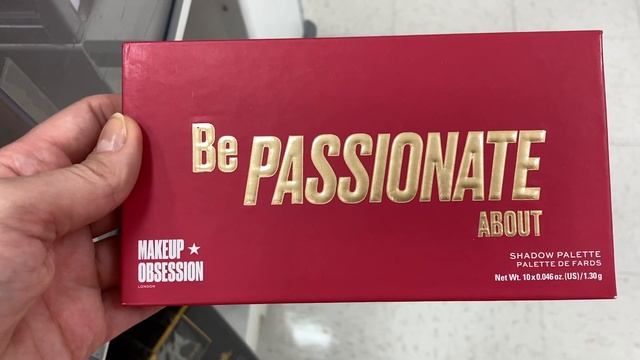 Be PASSIONATE
ABOUT
MAKEUP ★
OBSESSION
LONDON
SHADOW PALETTE
PALETTE DE FARDS
Net Wt. 10 x 0.046 oz. (US) / 1.30 g